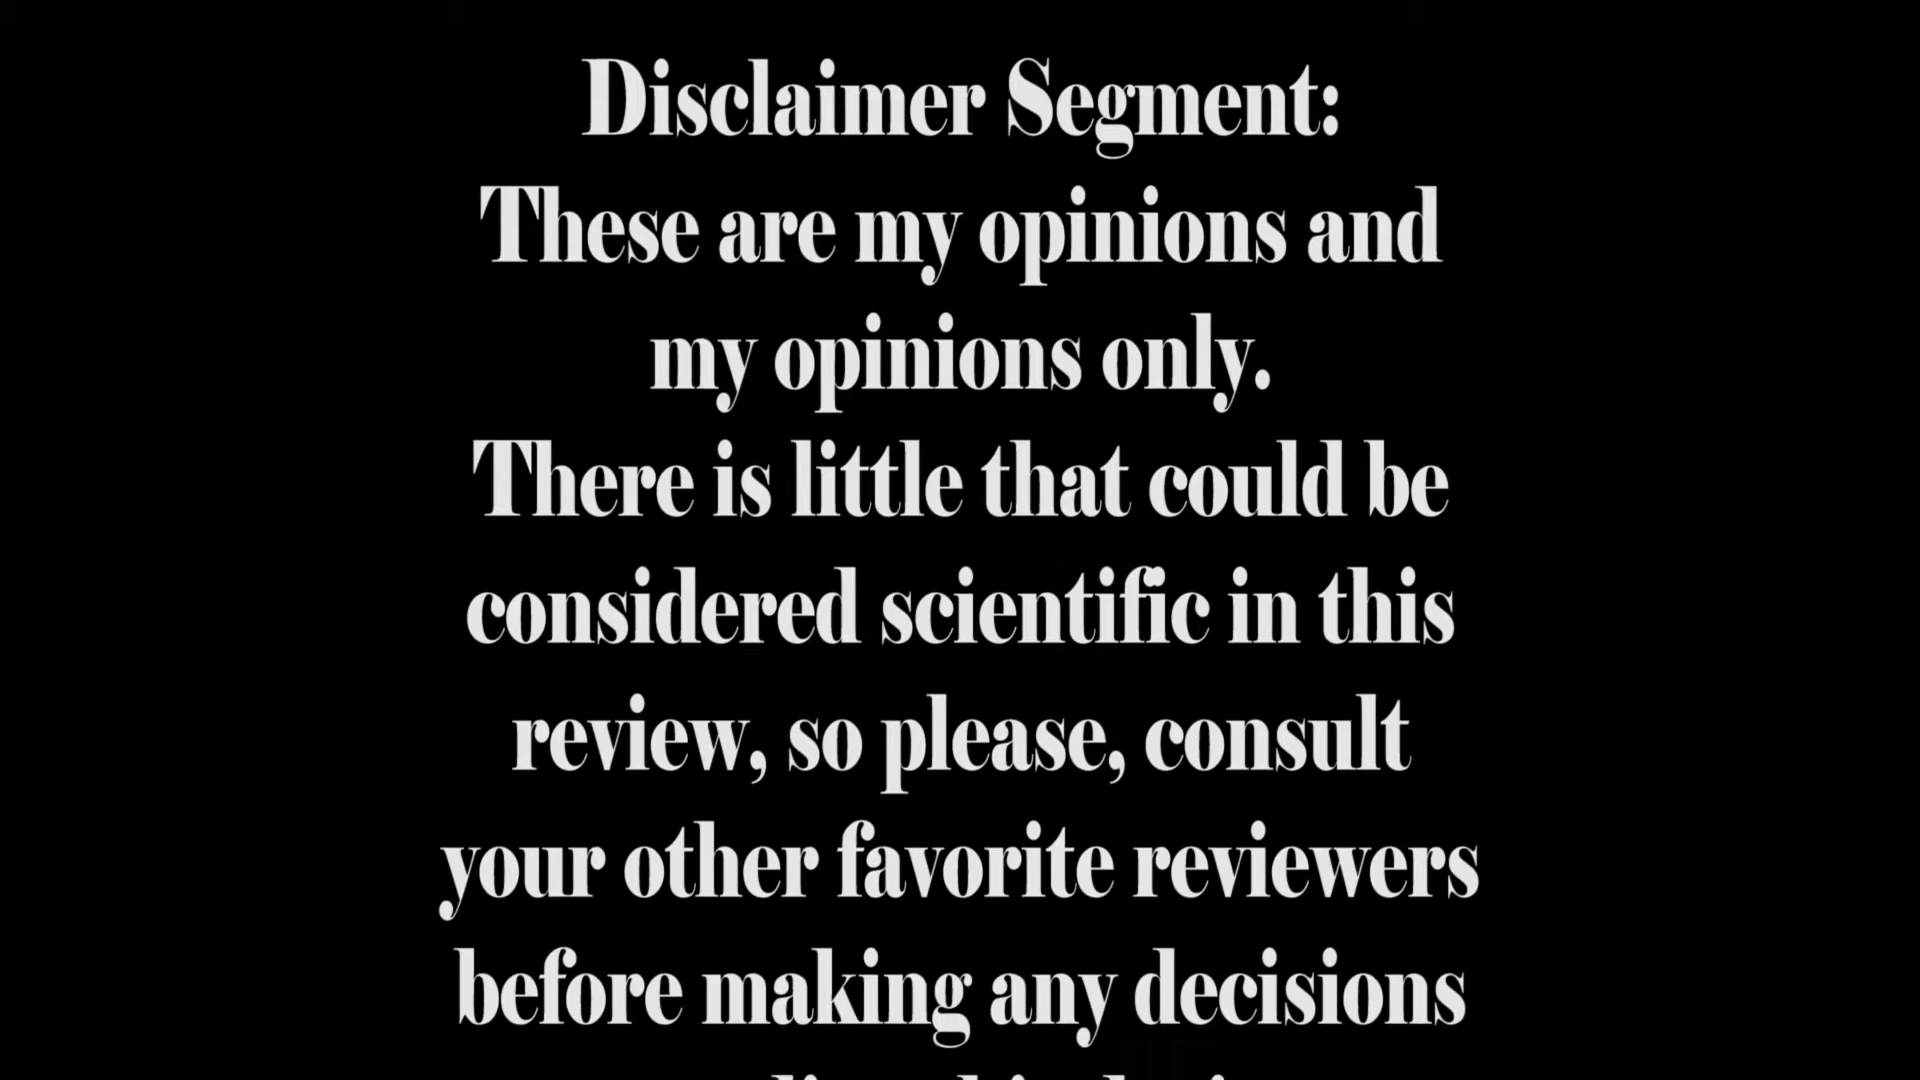 Disclaimer Segment:
These are my opinions and
my opinions only.
There is little that could be
considered scientific in this
review, so please, consult
your other favorite reviewers
before making any decisions